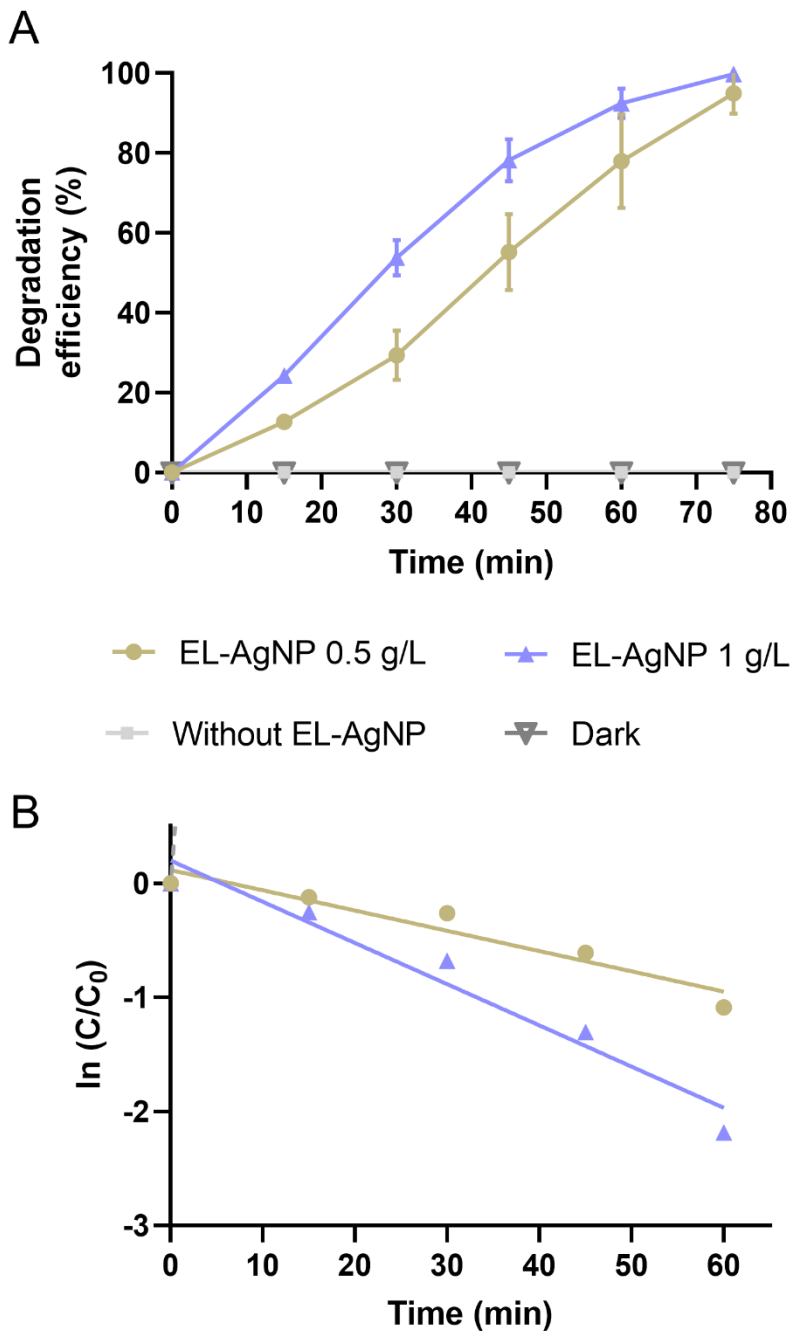 A
Degradation
efficiency (%)
100
80
60
40
20
0
0 10 20 30 40 50 60 70 80
Time (min)
EL-AgNP 0.5 g/L EL-AgNP 1 g/L
Without EL-AgNP Dark
B
ln (C/C₀)
0
-1
-2
-3
0 10 20 30 40 50 60
Time (min)